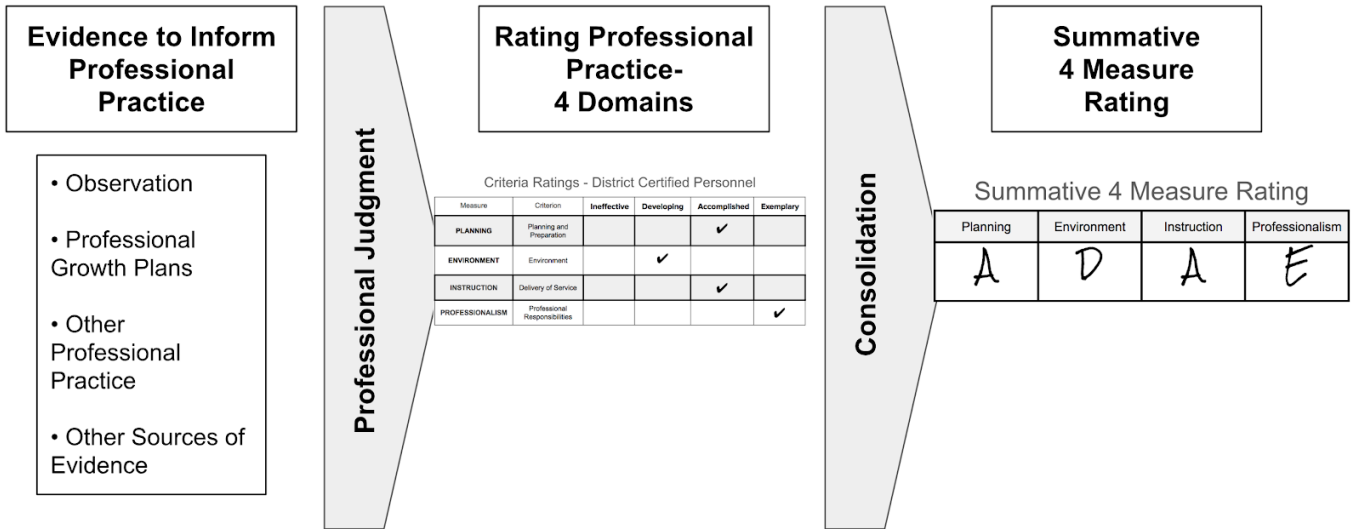 Evidence to Inform
Professional
Practice
• Observation
• Professional
Growth Plans
• Other
Professional
Practice
• Other Sources of
Evidence
Professional Judgment
Rating Professional
Practice-
4 Domains
Criteria Ratings - District Certified Personnel
Measure Criterion Ineffective Developing Accomplished Exemplary
PLANNING Planning and
Preparation ✔
ENVIRONMENT Environment ✔
INSTRUCTION Delivery of Service ✔
PROFESSIONALISM Professional
Responsibilities ✔
Consolidation
Summative
4 Measure
Rating
Summative 4 Measure Rating
Planning Environment Instruction Professionalism
A D A E